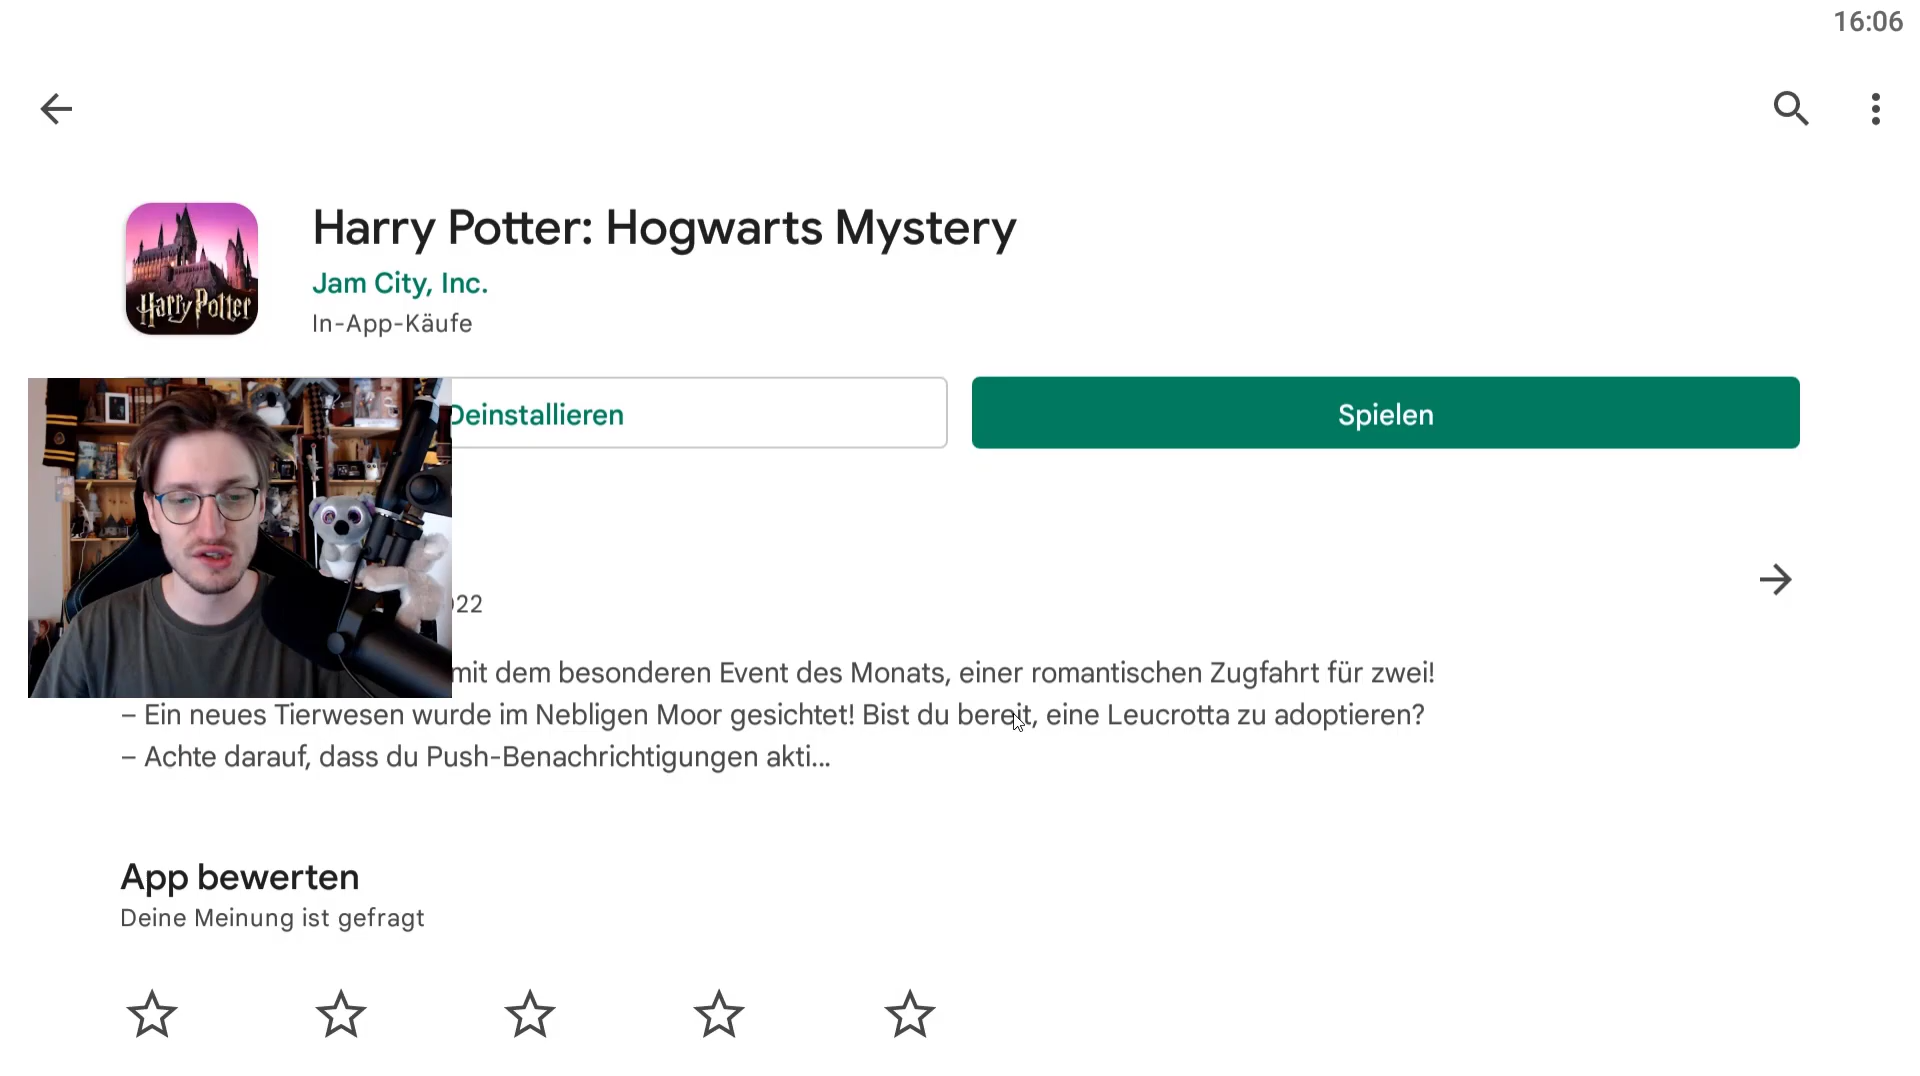 16:06
Harry Potter: Hogwarts Mystery
Jam City, Inc.
In-App-Käufe
Harry Potter
Deinstallieren
Spielen
22
mit dem besonderen Event des Monats, einer romantischen Zugfahrt für zwei!
– Ein neues Tierwesen wurde im Nebligen Moor gesichtet! Bist du bereit, eine Leucrotta zu adoptieren?
– Achte darauf, dass du Push-Benachrichtigungen akti...
App bewerten
Deine Meinung ist gefragt